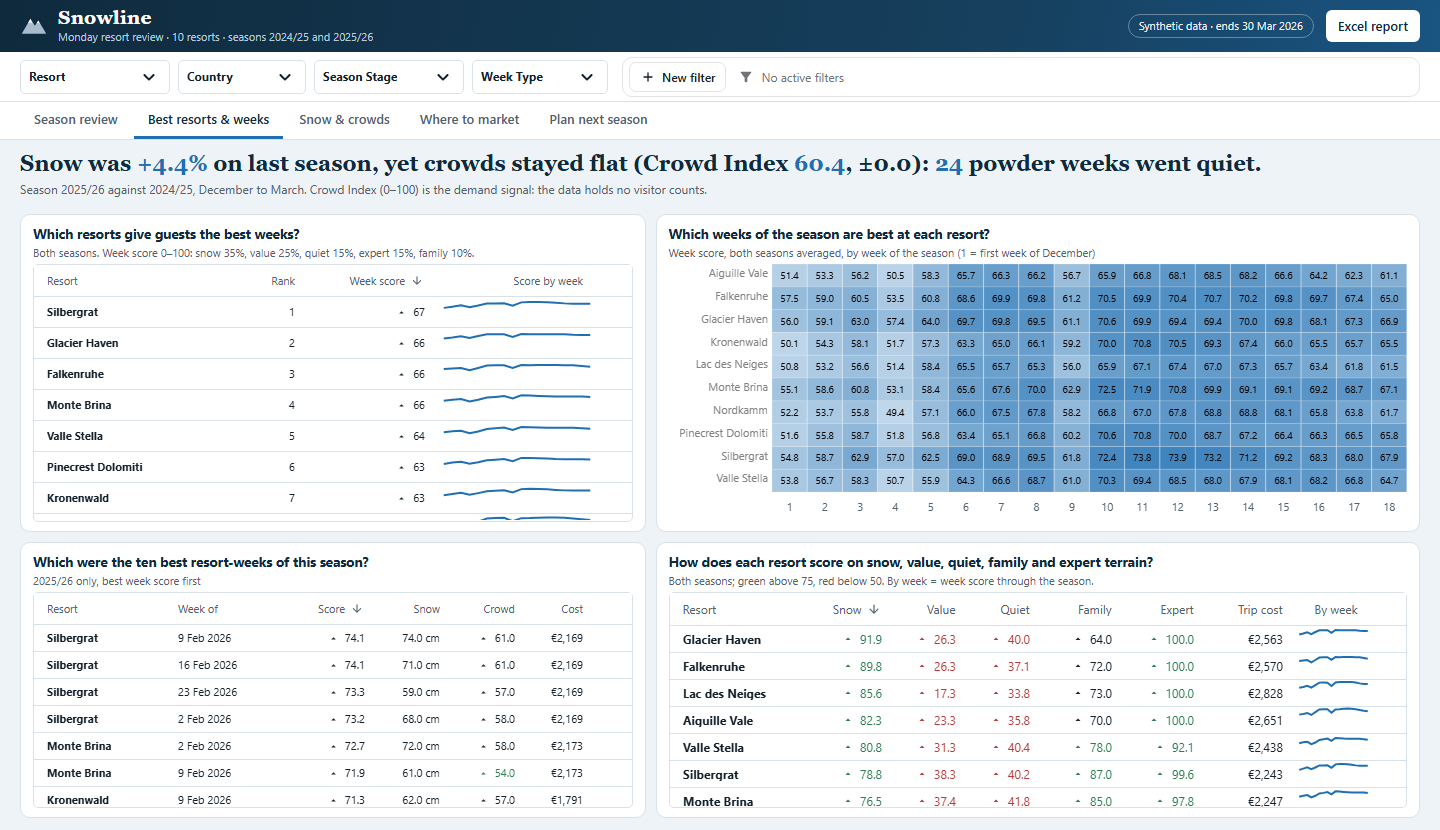 Snowline
Monday resort review · 10 resorts · seasons 2024/25 and 2025/26
Synthetic data · ends 30 Mar 2026
Excel report
Resort
Country
Season Stage
Week Type
+ New filter
No active filters
Season review
Best resorts & weeks
Snow & crowds
Where to market
Plan next season
Snow was +4.4% on last season, yet crowds stayed flat (Crowd Index 60.4, ±0.0): 24 powder weeks went quiet.
Season 2025/26 against 2024/25, December to March. Crowd Index (0–100) is the demand signal: the data holds no visitor counts.
Which resorts give guests the best weeks?
Both seasons. Week score 0–100: snow 35%, value 25%, quiet 15%, expert 15%, family 10%.
Resort Rank Week score ↓ Score by week
Silbergrat 1 67
Glacier Haven 2 66
Falkenruhe 3 66
Monte Brina 4 66
Valle Stella 5 64
Pinecrest Dolomiti 6 63
Kronenwald 7 63
Which weeks of the season are best at each resort?
Week score, both seasons averaged, by week of the season (1 = first week of December)
Aiguille Vale 51.4 53.3 56.2 50.5 58.3 65.7 66.3 66.2 56.7 65.9 66.8 68.1 68.5 68.2 66.6 64.2 62.3 61.1
Falkenruhe 57.5 59.0 60.5 53.5 60.8 68.6 69.9 69.8 61.2 70.5 69.9 70.4 70.7 70.2 69.8 69.7 67.4 65.0
Glacier Haven 56.0 59.1 63.0 57.4 64.0 69.7 69.8 69.5 61.1 70.6 69.9 69.4 69.4 70.0 69.8 68.1 67.3 66.9
Kronenwald 50.1 54.3 58.1 51.7 57.3 63.3 65.0 66.1 59.2 70.0 70.8 70.5 69.3 67.4 66.0 65.5 65.7 65.5
Lac des Neiges 50.8 53.2 56.6 51.4 58.4 65.5 65.7 65.3 56.0 65.9 67.1 67.4 67.0 67.3 65.7 63.4 61.8 61.5
Monte Brina 55.1 58.6 60.8 53.1 58.4 65.6 67.6 70.0 62.9 72.5 71.9 70.8 69.9 69.1 69.1 69.2 68.7 67.1
Nordkamm 52.2 53.7 55.8 49.4 57.1 66.0 67.5 67.8 58.2 66.8 67.0 67.8 68.8 68.8 68.1 65.8 63.8 61.7
Pinecrest Dolomiti 51.6 55.8 58.7 51.8 56.8 63.4 65.1 66.8 60.2 70.6 70.8 70.0 68.7 67.2 66.4 66.3 66.5 65.8
Silbergrat 54.8 58.7 62.9 57.0 62.5 69.0 68.9 69.5 61.8 72.4 73.8 73.9 73.2 71.2 69.2 68.3 68.0 67.9
Valle Stella 53.8 56.7 58.3 50.7 55.9 64.3 66.6 68.7 61.0 70.3 69.4 68.5 68.0 67.9 68.1 68.2 66.8 64.7
1 2 3 4 5 6 7 8 9 10 11 12 13 14 15 16 17 18
Which were the ten best resort-weeks of this season?
2025/26 only, best week score first
Resort Week of Score ↓ Snow Crowd Cost
Silbergrat 9 Feb 2026 74.1 74.0 cm 61.0 €2,169
Silbergrat 16 Feb 2026 74.1 71.0 cm 61.0 €2,169
Silbergrat 23 Feb 2026 73.3 59.0 cm 57.0 €2,169
Silbergrat 2 Feb 2026 73.2 68.0 cm 58.0 €2,169
Monte Brina 2 Feb 2026 72.7 72.0 cm 58.0 €2,173
Monte Brina 9 Feb 2026 71.9 61.0 cm 54.0 €2,173
Kronenwald 9 Feb 2026 71.3 62.0 cm 57.0 €1,791
How does each resort score on snow, value, quiet, family and expert terrain?
Both seasons; green above 75, red below 50. By week = week score through the season.
Resort Snow ↓ Value Quiet Family Expert Trip cost By week
Glacier Haven 91.9 26.3 40.0 64.0 100.0 €2,563
Falkenruhe 89.8 26.3 37.1 72.0 100.0 €2,570
Lac des Neiges 85.6 17.3 33.8 73.0 100.0 €2,828
Aiguille Vale 82.3 23.3 35.8 70.0 100.0 €2,651
Valle Stella 80.8 31.3 40.4 78.0 92.1 €2,438
Silbergrat 78.8 38.3 40.2 87.0 99.6 €2,243
Monte Brina 76.5 37.4 41.8 85.0 97.8 €2,247